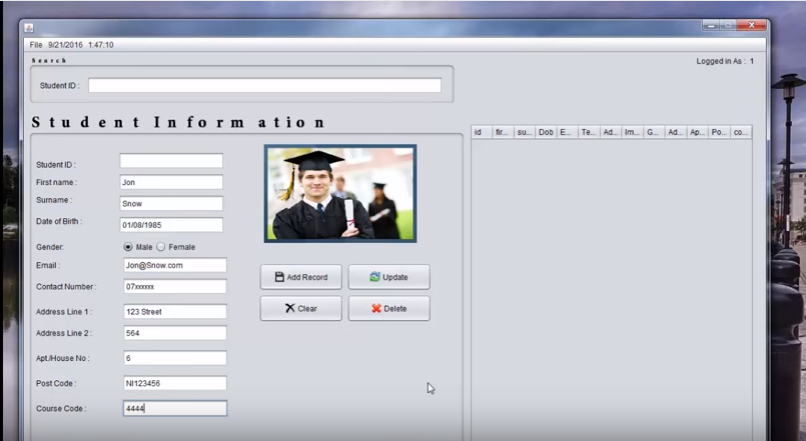 File 9/21/2016 1:47:10
Search
Logged in As : 1
Student ID :
Student Information
id fir... su... Dob E... Te... Ad... Im... G... Ad... Ap... Po... co...
Student ID :
First name : Jon
Surname : Snow
Date of Birth : 01/08/1985
Gender: Male Female
Email : Jon@Snow.com
Contact Number : 07xxxxxx
Add Record Update
Address Line 1 : 123 Street
Clear Delete
Address Line 2 : 564
Apt./House No : 6
Post Code : NI123456
Course Code : 4444